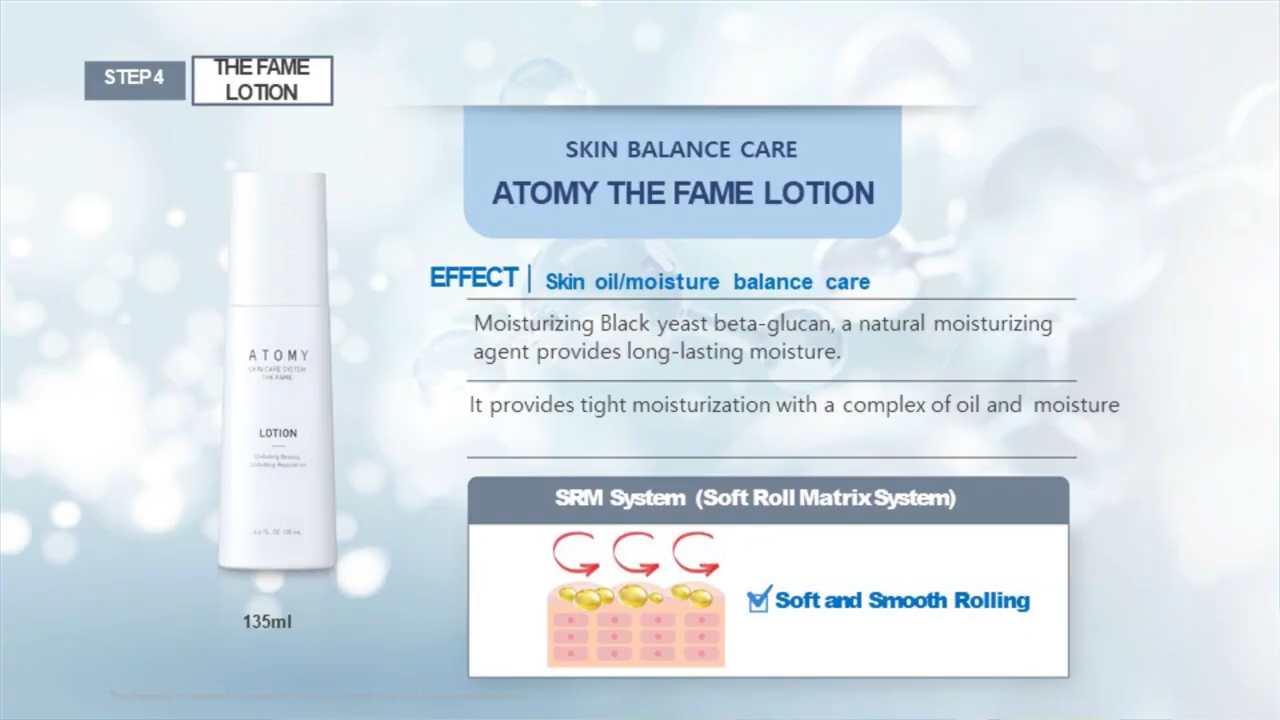 STEP 4
THE FAME
LOTION
SKIN BALANCE CARE
ATOMY THE FAME LOTION
EFFECT | Skin oil/moisture balance care
Moisturizing Black yeast beta-glucan, a natural moisturizing
agent provides long-lasting moisture.
It provides tight moisturization with a complex of oil and moisture
SRM System (Soft Roll Matrix System)
Soft and Smooth Rolling
ATOMY
SKIN CARE SYSTEM
THE FAME
LOTION
135ml